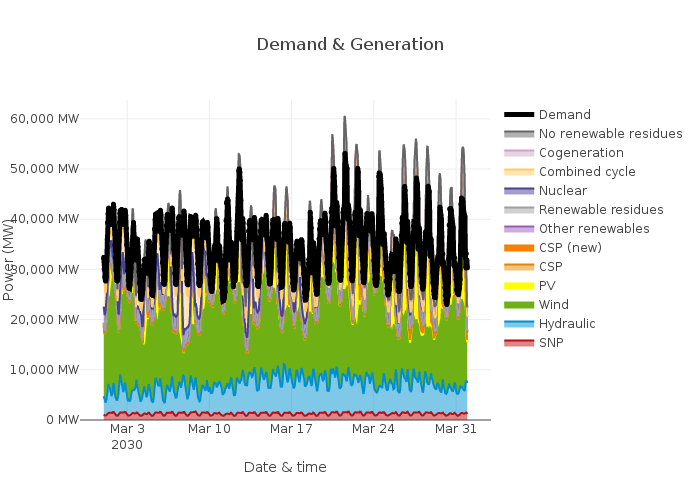 Demand & Generation
60,000 MW
50,000 MW
40,000 MW
30,000 MW
20,000 MW
10,000 MW
0 MW
Power (MW)
Mar 3
2030
Mar 10
Mar 17
Mar 24
Mar 31
Date & time
Demand
No renewable residues
Cogeneration
Combined cycle
Nuclear
Renewable residues
Other renewables
CSP (new)
CSP
PV
Wind
Hydraulic
SNP